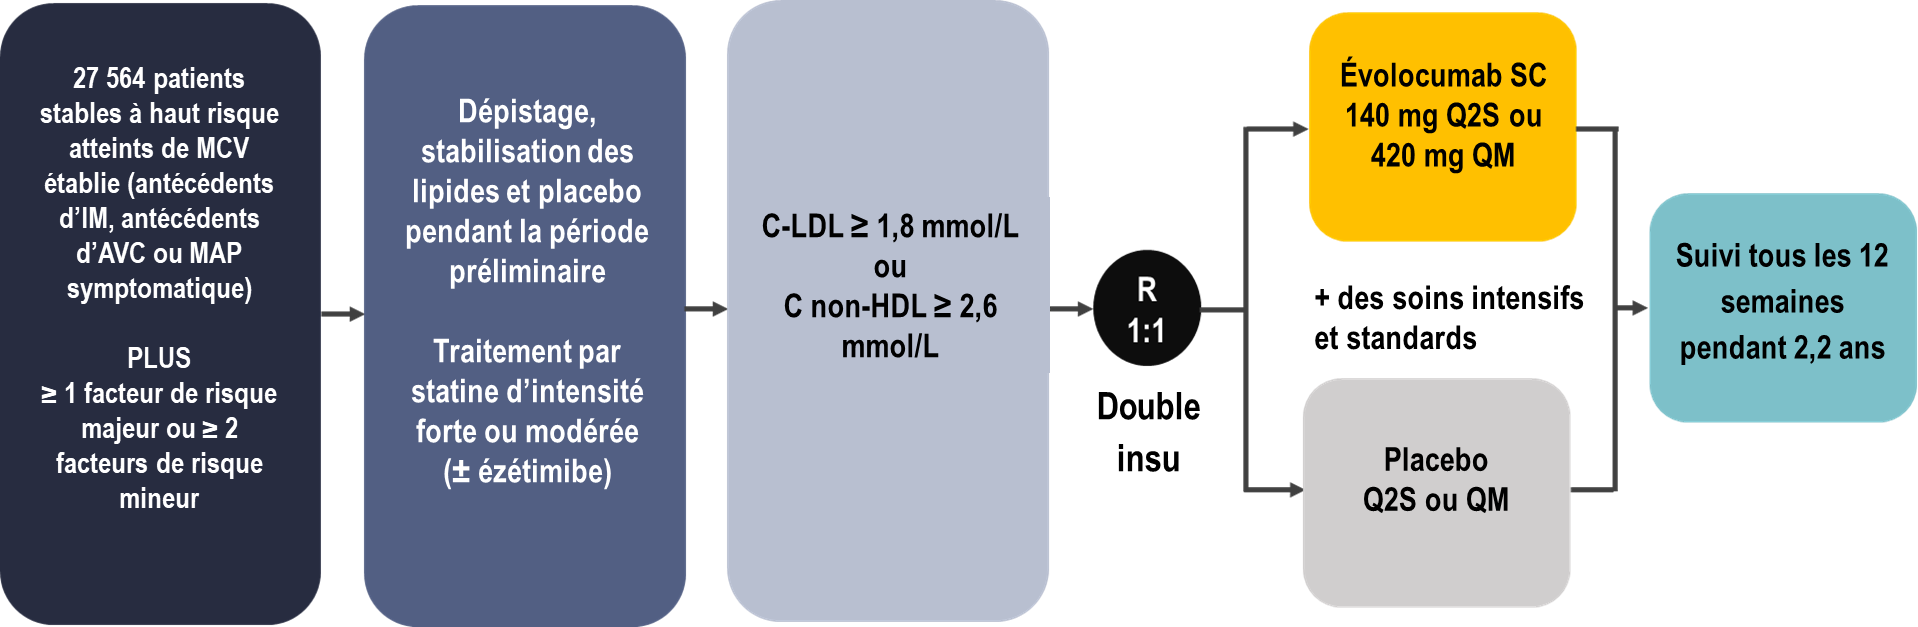 27 564 patients
stables à haut risque
atteints de MCV
établie (antécédents
d’IM, antécédents
d’AVC ou MAP
symptomatique)
PLUS
≥ 1 facteur de risque
majeur ou ≥ 2
facteurs de risque
mineur
Dépistage,
stabilisation des
lipides et placebo
pendant la période
préliminaire
Traitement par
statine d’intensité
forte ou modérée
(± ézétimibe)
C-LDL ≥ 1,8 mmol/L
ou
C non-HDL ≥ 2,6
mmol/L
R
1:1
Double
insu
Évolocumab SC
140 mg Q2S ou
420 mg QM
+ des soins intensifs
et standards
Placebo
Q2S ou QM
Suivi tous les 12
semaines
pendant 2,2 ans